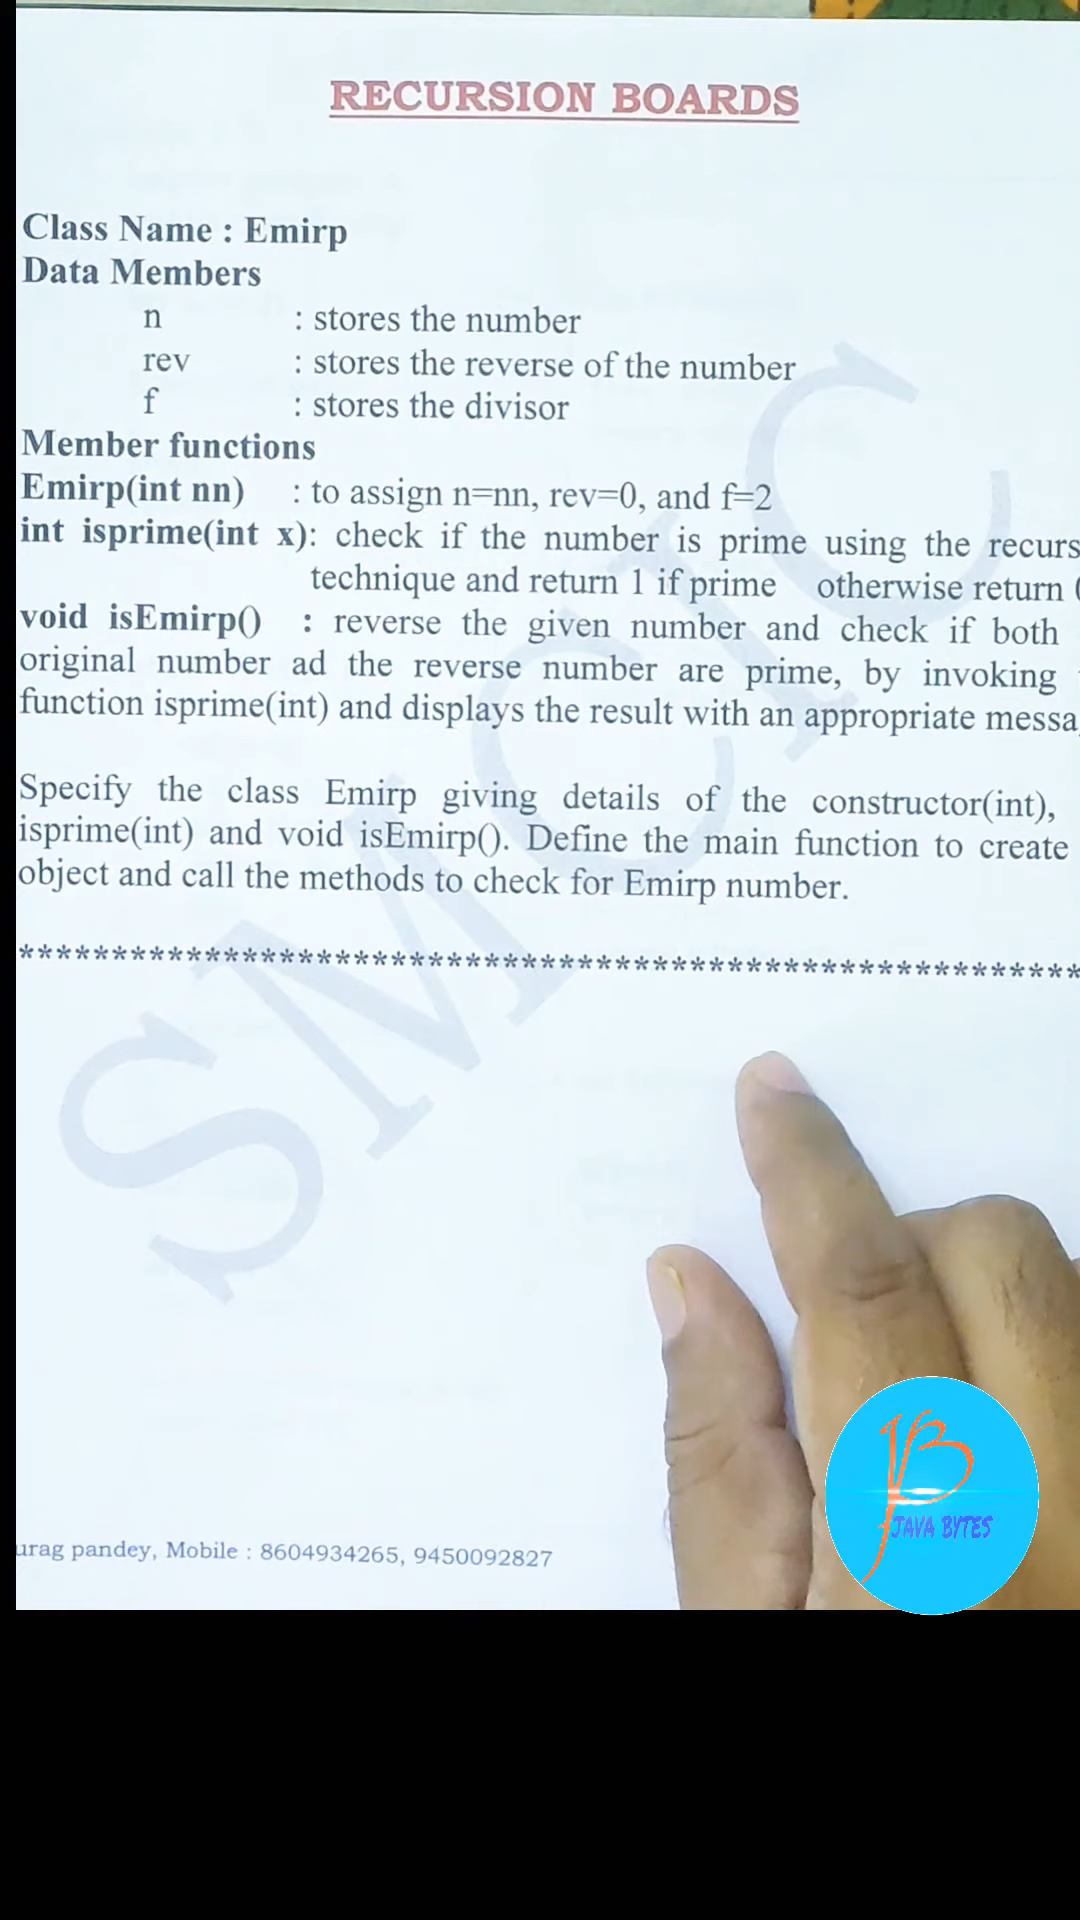 RECURSION BOARDS
Class Name : Emirp
Data Members
n : stores the number
rev : stores the reverse of the number
f : stores the divisor
Member functions
Emirp(int nn) : to assign n=nn, rev=0, and f=2
int isprime(int x): check if the number is prime using the recurs
technique and return 1 if prime otherwise return
void isEmirp() : reverse the given number and check if both
original number ad the reverse number are prime, by invoking
function isprime(int) and displays the result with an appropriate messa
Specify the class Emirp giving details of the constructor(int),
isprime(int) and void isEmirp(). Define the main function to create
object and call the methods to check for Emirp number.
*********************************************************
SMCIC
urag pandey, Mobile : 8604934265, 9450092827
JB
JAVA BYTES